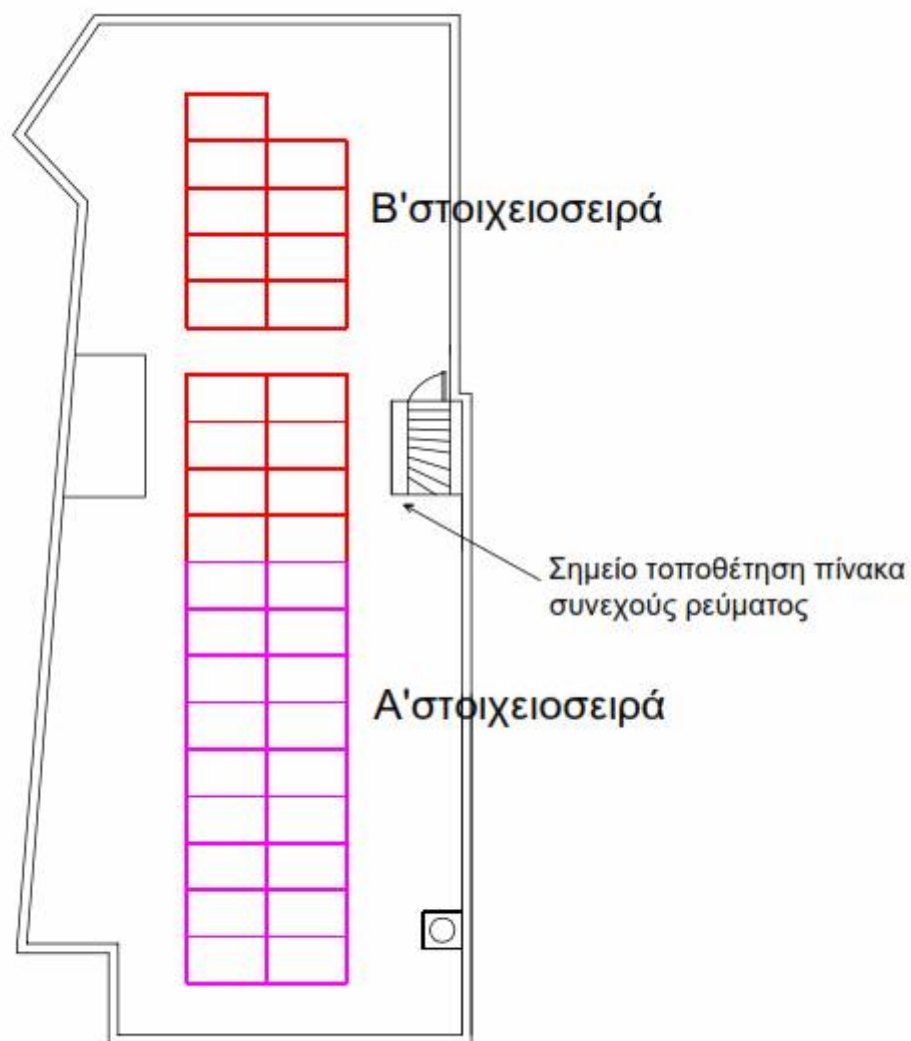 Β'στοιχειοσειρά
Σημείο τοποθέτηση πίνακα
συνεχούς ρεύματος
Α'στοιχειοσειρά